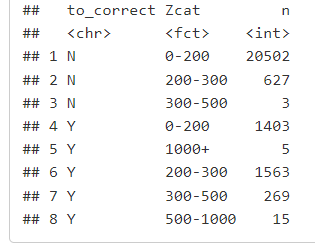 ## to_correct Zcat n
## <chr> <fct> <int>
## 1 N 0-200 20502
## 2 N 200-300 627
## 3 N 300-500 3
## 4 Y 0-200 1403
## 5 Y 1000+ 5
## 6 Y 200-300 1563
## 7 Y 300-500 269
## 8 Y 500-1000 15